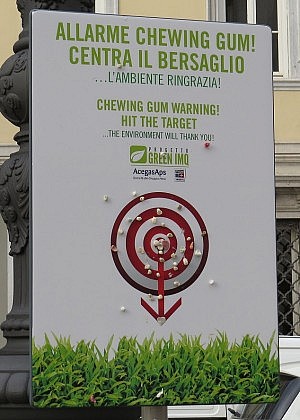 ALLARME CHEWING GUM!
CENTRA IL BERSAGLIO
...L'AMBIENTE RINGRAZIA!
CHEWING GUM WARNING!
HIT THE TARGET
...THE ENVIRONMENT WILL THANK YOU!
PROGETTO
GREEN IMQ
AcegasAps